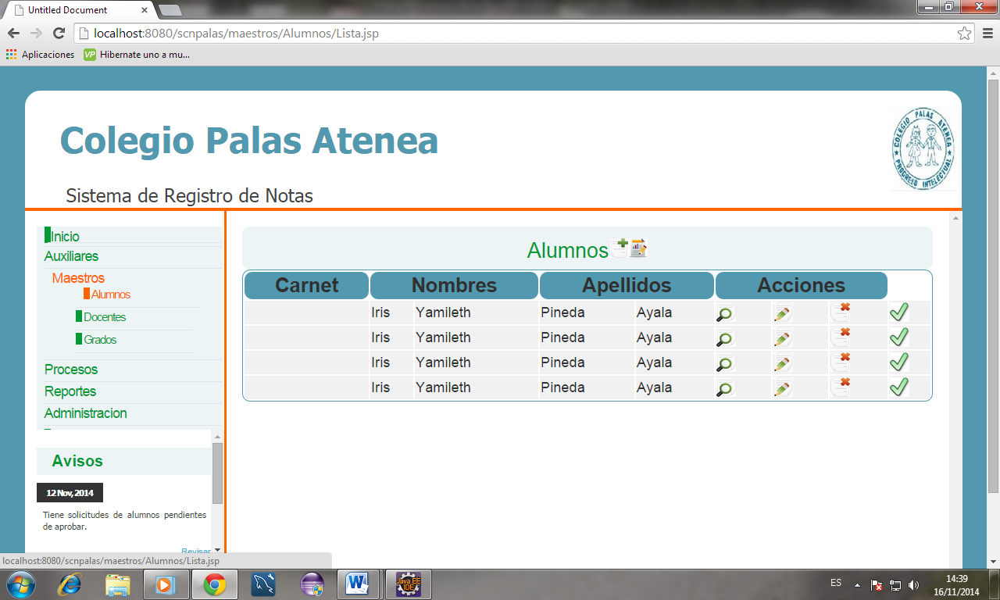 Untitled Document
localhost:8080/scnpalas/maestros/Alumnos/Lista.jsp
Aplicaciones VP Hibernate uno a mu...
Colegio Palas Atenea
COLEGIO PALAS ATENEA
PROGRESO INTELECTUAL
Sistema de Registro de Notas
Inicio
Auxiliares
Maestros
Alumnos
Docentes
Grados
Procesos
Reportes
Administracion
Avisos
12 Nov, 2014
Tiene solicitudes de alumnos pendientes
de aprobar.
Revisar
Alumnos
Carnet Nombres Apellidos Acciones
Iris Yamileth Pineda Ayala
Iris Yamileth Pineda Ayala
Iris Yamileth Pineda Ayala
Iris Yamileth Pineda Ayala
localhost:8080/scnpalas/maestros/Alumnos/Lista.jsp
Java EE
IDE
ES
14:39
16/11/2014